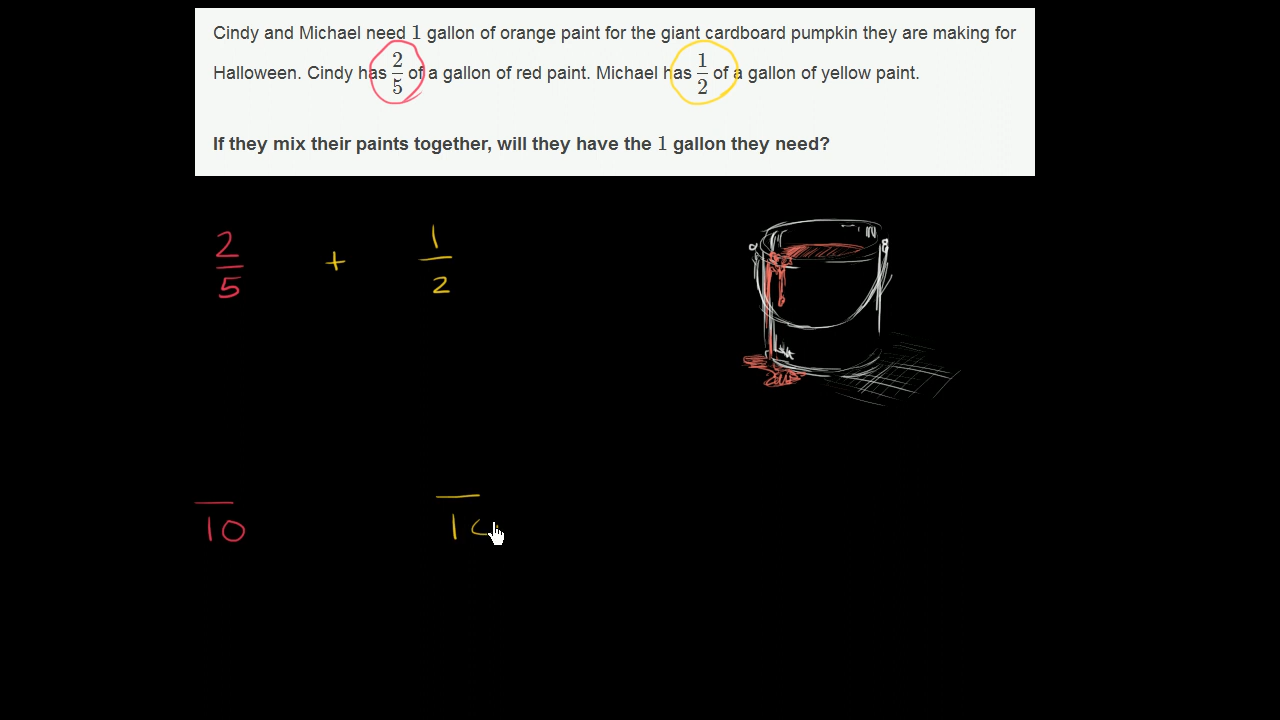 Cindy and Michael need 1 gallon of orange paint for the giant cardboard pumpkin they are making for
Halloween. Cindy has 2/5 of a gallon of red paint. Michael has 1/2 of a gallon of yellow paint.
If they mix their paints together, will they have the 1 gallon they need?
2/5 + 1/2
10